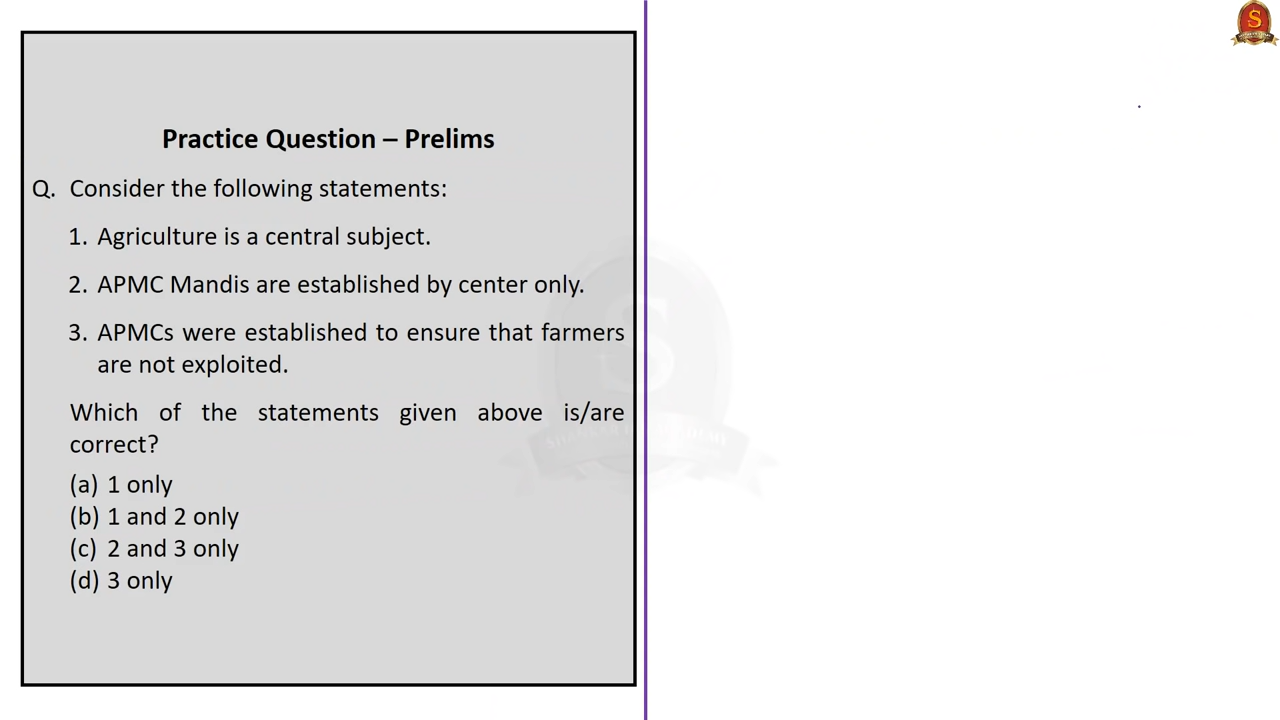 Practice Question – Prelims
Q. Consider the following statements:
1. Agriculture is a central subject.
2. APMC Mandis are established by center only.
3. APMCs were established to ensure that farmers
are not exploited.
Which of the statements given above is/are
correct?
(a) 1 only
(b) 1 and 2 only
(c) 2 and 3 only
(d) 3 only
S